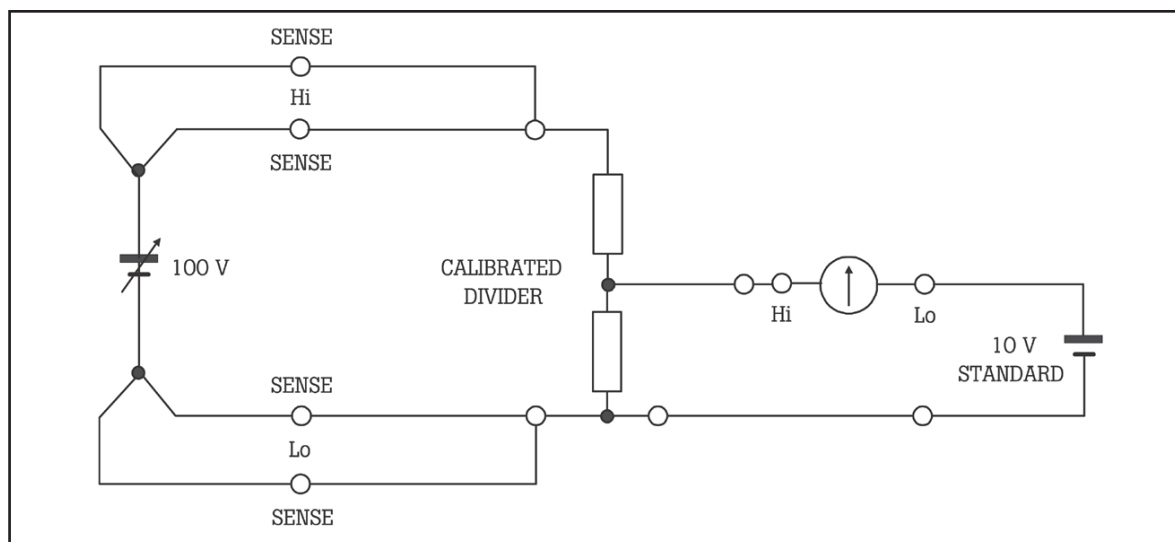 SENSE
Hi
SENSE
100 V
CALIBRATED
DIVIDER
Hi
Lo
10 V
STANDARD
SENSE
Lo
SENSE